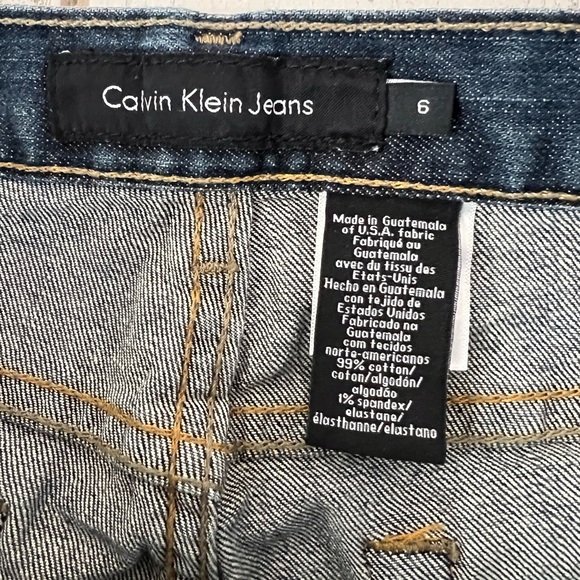 Calvin Klein Jeans
6
Made in Guatemala
of U.S.A. fabric
Fabriqué au
Guatemala
avec du tissu des
Etats-Unis
Hecho en Guatemala
con tejido de
Estados Unidos
Fabricado na
Guatemala
com tecidos
norte-americanos
99% cotton/
coton/algodón/
algodão
1% spandex/
elastane/
élasthanne/elastano